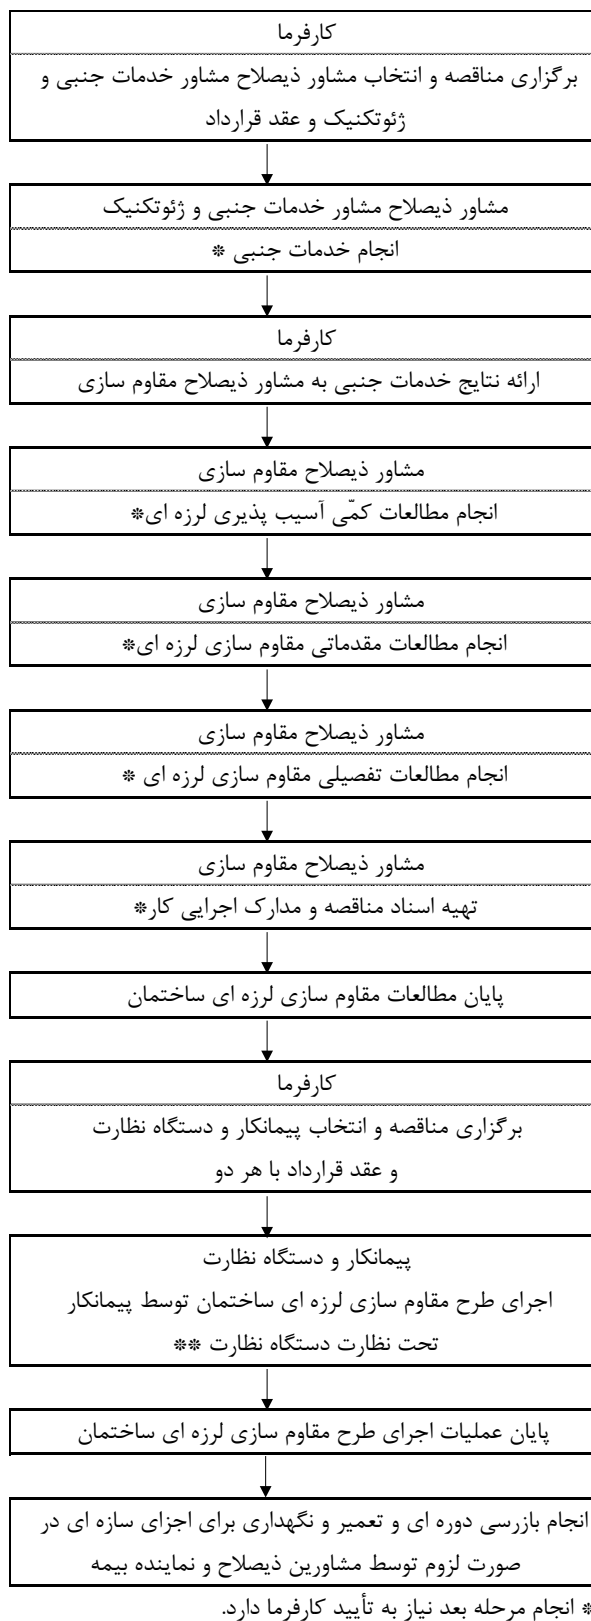 کارفرما
برگزاری مناقصه و انتخاب مشاور ذیصلاح مشاور خدمات جنبی و
ژئوتکنیک و عقد قرارداد
مشاور ذیصلاح مشاور خدمات جنبی و ژئوتکنیک
انجام خدمات جنبی *
کارفرما
ارائه نتایج خدمات جنبی به مشاور ذیصلاح مقاوم سازی
مشاور ذیصلاح مقاوم سازی
انجام مطالعات کمّی آسیب پذیری لرزه ای*
مشاور ذیصلاح مقاوم سازی
انجام مطالعات مقدماتی مقاوم سازی لرزه ای*
مشاور ذیصلاح مقاوم سازی
انجام مطالعات تفصیلی مقاوم سازی لرزه ای *
مشاور ذیصلاح مقاوم سازی
تهیه اسناد مناقصه و مدارک اجرایی کار*
پایان مطالعات مقاوم سازی لرزه ای ساختمان
کارفرما
برگزاری مناقصه و انتخاب پیمانکار و دستگاه نظارت
و عقد قرارداد با هر دو
پیمانکار و دستگاه نظارت
اجرای طرح مقاوم سازی لرزه ای ساختمان توسط پیمانکار
تحت نظارت دستگاه نظارت **
پایان عملیات اجرای طرح مقاوم سازی لرزه ای ساختمان
انجام بازرسی دوره ای و تعمیر و نگهداری برای اجزای سازه ای در
صورت لزوم توسط مشاورین ذیصلاح و نماینده بیمه
* انجام مرحله بعد نیاز به تأیید کارفرما دارد.